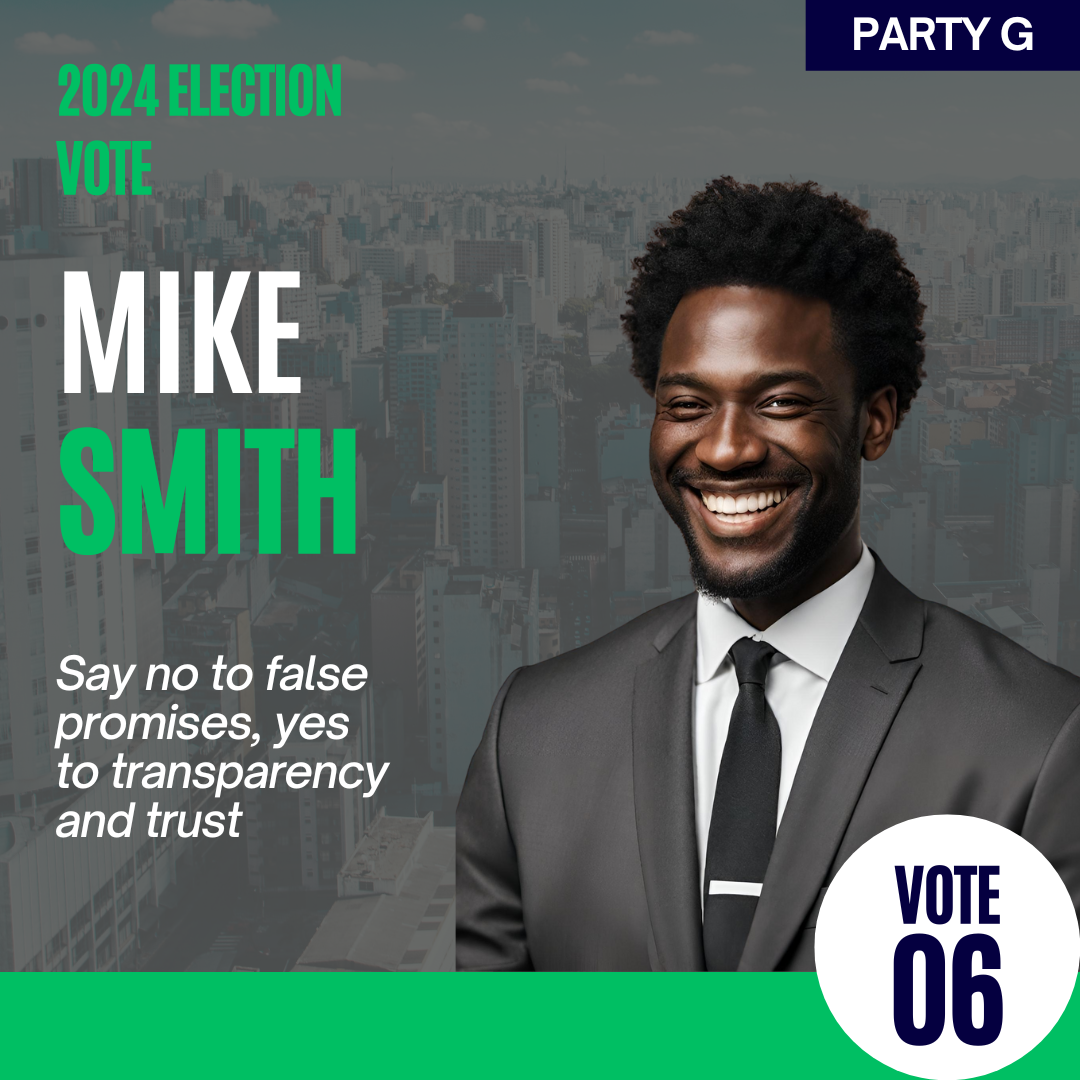 PARTY G
2024 ELECTION
VOTE
MIKE
SMITH
Say no to false
promises, yes
to transparency
and trust
VOTE
06